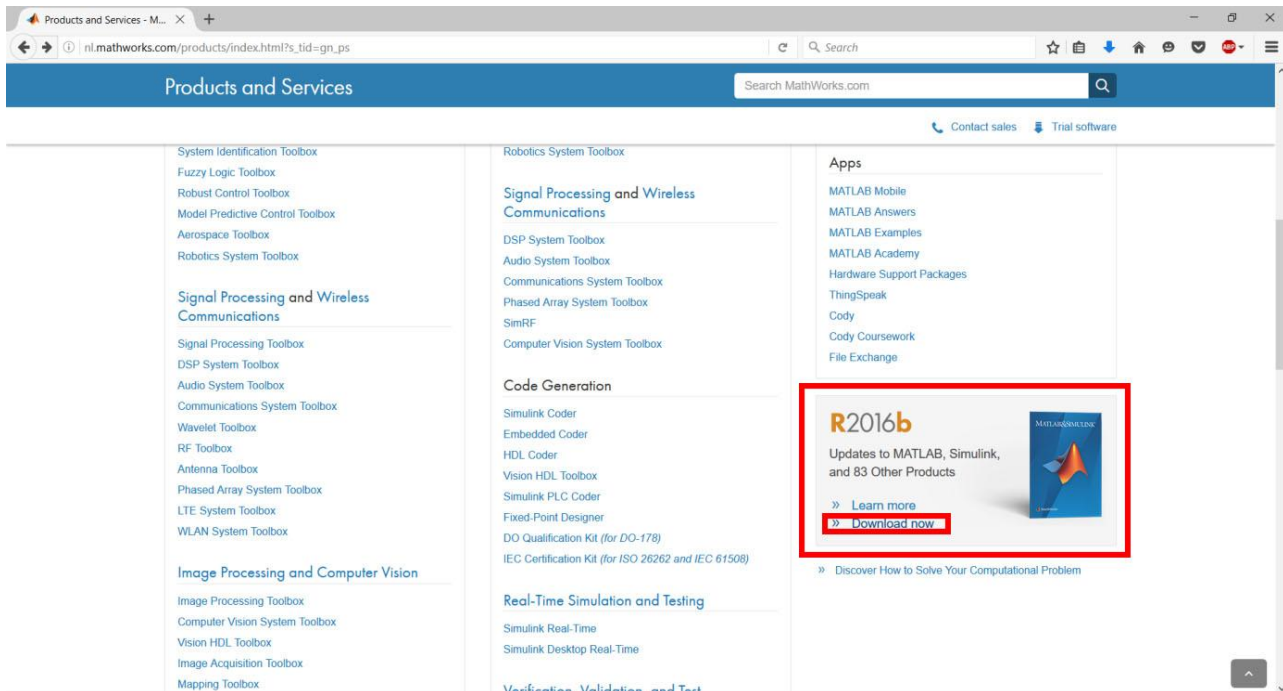 Products and Services - M...
nl.mathworks.com/products/index.html?s_tid=gn_ps
Search
ABP
Products and Services
Search MathWorks.com
Contact sales
Trial software
System Identification Toolbox
Fuzzy Logic Toolbox
Robust Control Toolbox
Model Predictive Control Toolbox
Aerospace Toolbox
Robotics System Toolbox
Signal Processing and Wireless
Communications
Signal Processing Toolbox
DSP System Toolbox
Audio System Toolbox
Communications System Toolbox
Wavelet Toolbox
RF Toolbox
Antenna Toolbox
Phased Array System Toolbox
LTE System Toolbox
WLAN System Toolbox
Image Processing and Computer Vision
Image Processing Toolbox
Computer Vision System Toolbox
Vision HDL Toolbox
Image Acquisition Toolbox
Mapping Toolbox
Robotics System Toolbox
Signal Processing and Wireless
Communications
DSP System Toolbox
Audio System Toolbox
Communications System Toolbox
Phased Array System Toolbox
SimRF
Computer Vision System Toolbox
Code Generation
Simulink Coder
Embedded Coder
HDL Coder
Vision HDL Toolbox
Simulink PLC Coder
Fixed-Point Designer
DO Qualification Kit (for DO-178)
IEC Certification Kit (for ISO 26262 and IEC 61508)
Real-Time Simulation and Testing
Simulink Real-Time
Simulink Desktop Real-Time
Verification, Validation, and Test
Apps
MATLAB Mobile
MATLAB Answers
MATLAB Examples
MATLAB Academy
Hardware Support Packages
ThingSpeak
Cody
Cody Coursework
File Exchange
R2016b
Updates to MATLAB, Simulink,
and 83 Other Products
» Learn more
» Download now
MATLAB&SIMULINK
» Discover How to Solve Your Computational Problem